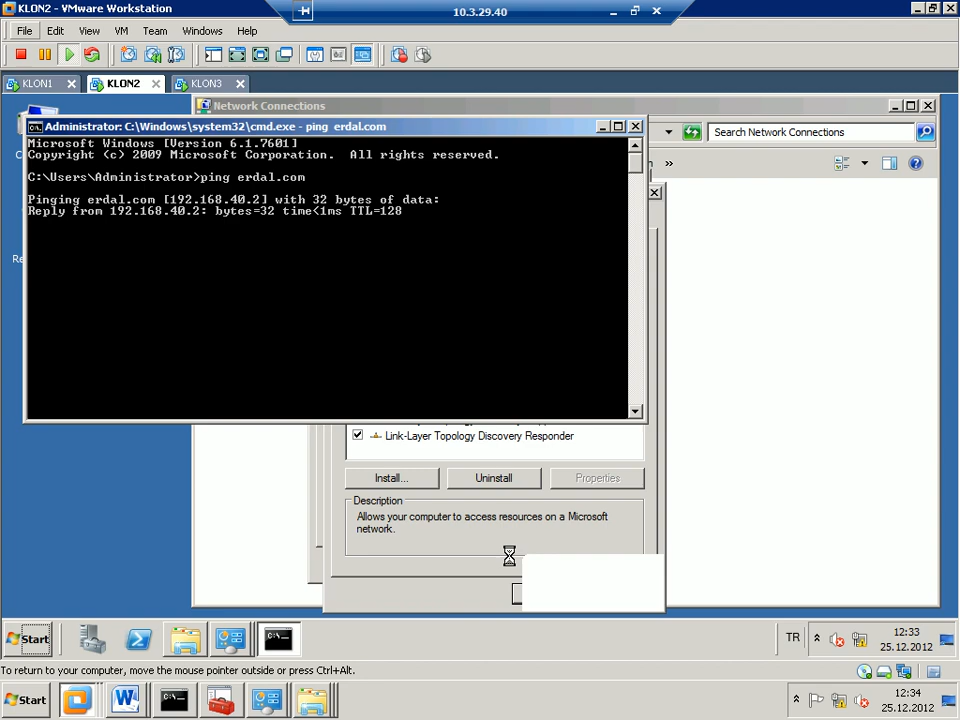 KLON2 - VMware Workstation
10.3.29.40
File Edit View VM Team Windows Help
KLON1 KLON2 KLON3
Network Connections
Administrator: C:\Windows\system32\cmd.exe - ping erdal.com
Search Network Connections
Microsoft Windows [Version 6.1.7601]
Copyright (c) 2009 Microsoft Corporation. All rights reserved.
C:\Users\Administrator>ping erdal.com
Pinging erdal.com [192.168.40.2] with 32 bytes of data:
Reply from 192.168.40.2: bytes=32 time<1ms TTL=128
Re
Link-Layer Topology Discovery Responder
Install... Uninstall Properties
Description
Allows your computer to access resources on a Microsoft
network.
Start
TR
12:33
25.12.2012
To return to your computer, move the mouse pointer outside or press Ctrl+Alt.
Start
12:34
25.12.2012